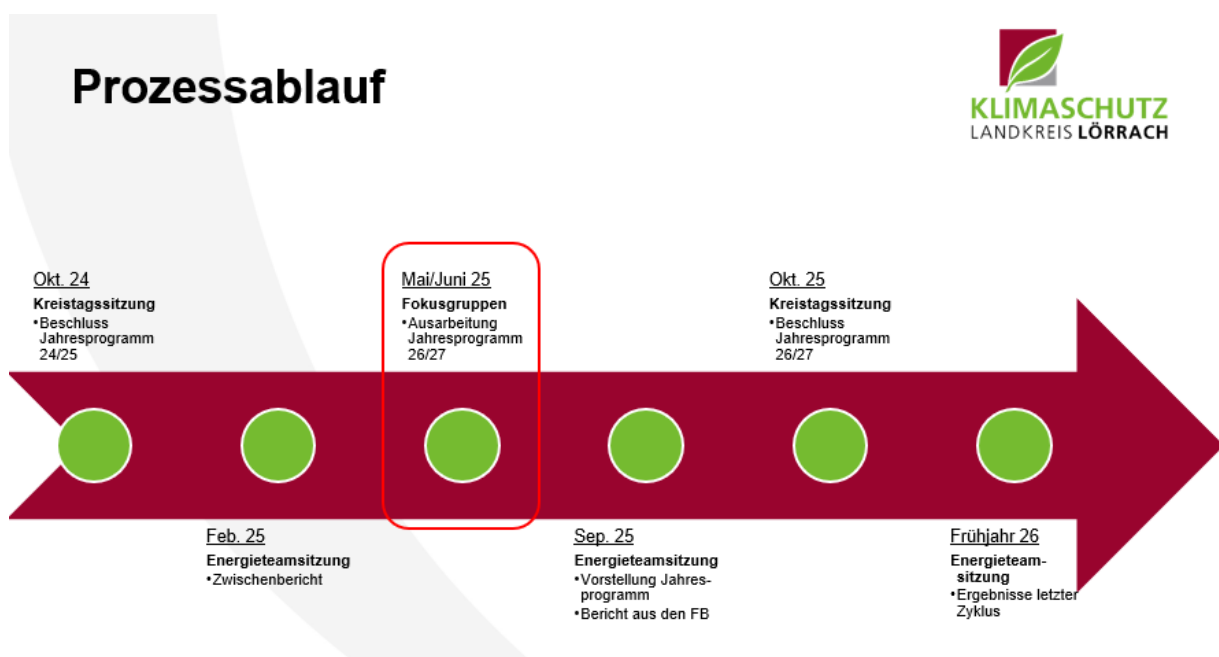 Prozessablauf
KLIMASCHUTZ
LANDKREIS LÖRRACH
Okt. 24
Kreistagssitzung
•Beschluss
Jahresprogramm
24/25
Mai/Juni 25
Fokusgruppen
•Ausarbeitung
Jahresprogramm
26/27
Okt. 25
Kreistagssitzung
•Beschluss
Jahresprogramm
26/27
Feb. 25
Energieteamsitzung
•Zwischenbericht
Sep. 25
Energieteamsitzung
•Vorstellung Jahres-
programm
•Bericht aus den FB
Frühjahr 26
Energieteam-
sitzung
•Ergebnisse letzter
Zyklus